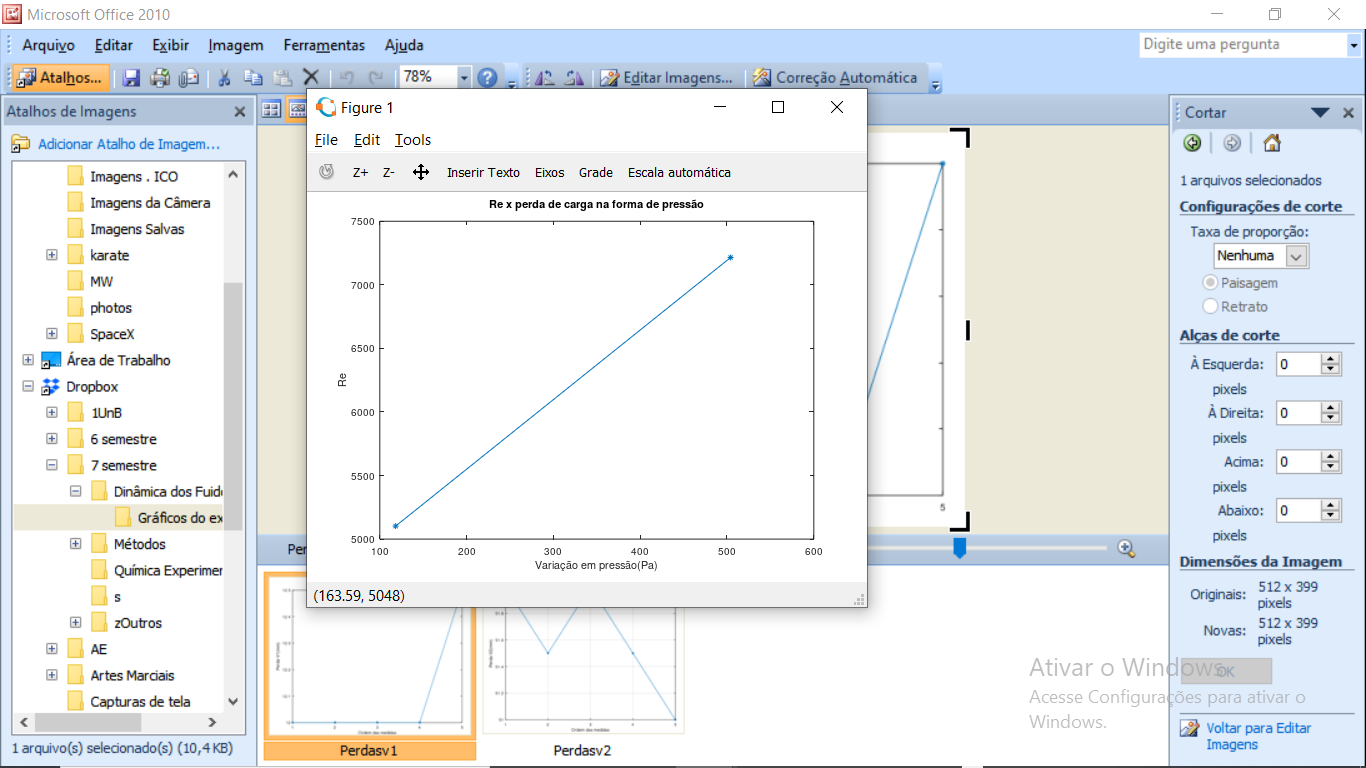 Microsoft Office 2010
Arquivo Editar Exibir Imagem Ferramentas Ajuda
Digite uma pergunta
Atalhos... 78% Editar Imagens... Correção Automática
Atalhos de Imagens
Adicionar Atalho de Imagem...
Imagens . ICO
Imagens da Câmera
Imagens Salvas
karate
MW
photos
SpaceX
Área de Trabalho
Dropbox
1UnB
6 semestre
7 semestre
Dinâmica dos Fuid
Gráficos do ex
Métodos
Química Experimer
s
zOutros
AE
Artes Marciais
Capturas de tela
1 arquivo(s) selecionado(s) (10,4 KB)
Figure 1
File Edit Tools
Z+ Z- Inserir Texto Eixos Grade Escala automática
Re x perda de carga na forma de pressão
7500
7000
6500
6000
5500
5000
Re
100 200 300 400 500 600
Variação em pressão(Pa)
(163.59, 5048)
5
Per
Perdasv1
Perdasv2
Cortar
1 arquivos selecionados
Configurações de corte
Taxa de proporção:
Nenhuma
Paisagem
Retrato
Alças de corte
À Esquerda: 0
pixels
À Direita: 0
pixels
Acima: 0
pixels
Abaixo: 0
pixels
Dimensões da Imagem
Originais: 512 x 399
pixels
Novas: 512 x 399
pixels
OK
Voltar para Editar
Imagens
Ativar o Windows
Acesse Configurações para ativar o
Windows.